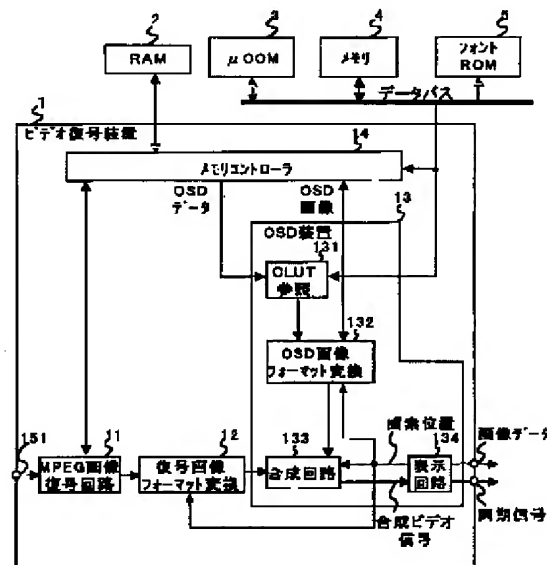 2
3
4
5
RAM
μCOM
メモリ
フォント
ROM
データバス
1
ビデオ復号装置
14
メモリコントローラ
OSD
データ
OSD
画像
13
OSD装置
131
CLUT
参照
132
OSD画像
フォーマット変換
151
11
12
133
画素位置
134
画像データ
MPEG画像
復号回路
復号画像
フォーマット変換
合成回路
表示
回路
合成ビデオ
信号
同期信号